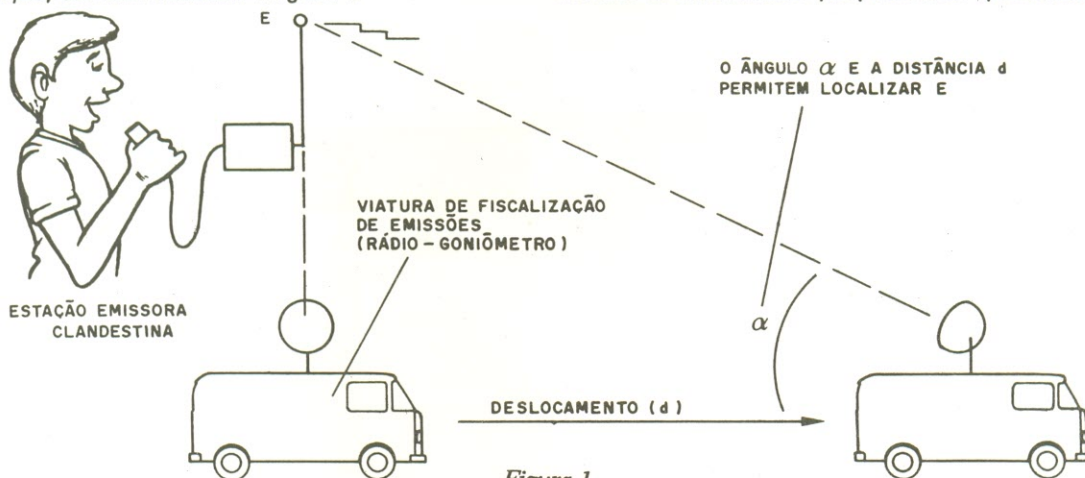 E
O ÂNGULO α E A DISTÂNCIA d
PERMITEM LOCALIZAR E
VIATURA DE FISCALIZAÇÃO
DE EMISSÕES
(RÁDIO-GONIÔMETRO)
ESTAÇÃO EMISSORA
CLANDESTINA
α
DESLOCAMENTO (d)